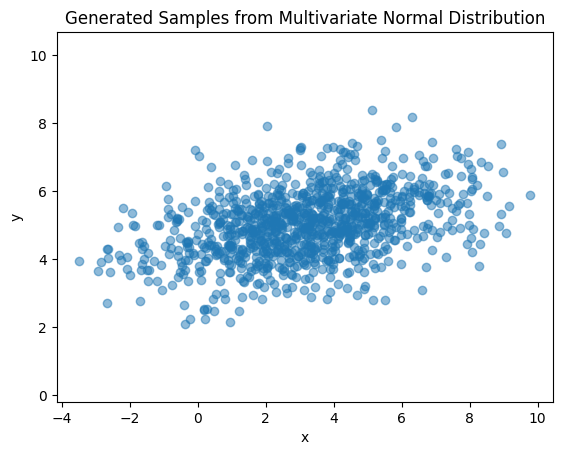 Generated Samples from Multivariate Normal Distribution
10
8
6
4
2
0
y
−4 −2 0 2 4 6 8 10
x